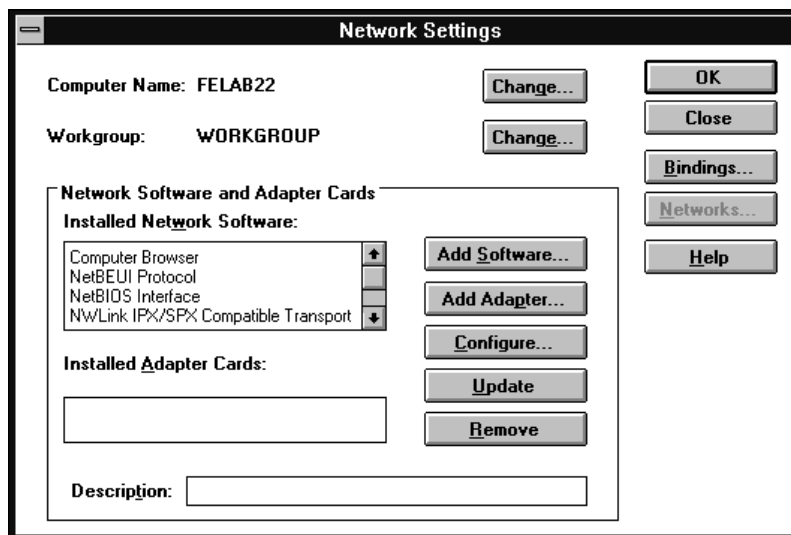 Network Settings
Computer Name: FELAB22 Change...
Workgroup: WORKGROUP Change...
OK
Close
Bindings...
Networks...
Help
Network Software and Adapter Cards
Installed Network Software:
Computer Browser
NetBEUI Protocol
NetBIOS Interface
NWLink IPX/SPX Compatible Transport
Add Software...
Add Adapter...
Configure...
Update
Remove
Installed Adapter Cards:
Description: